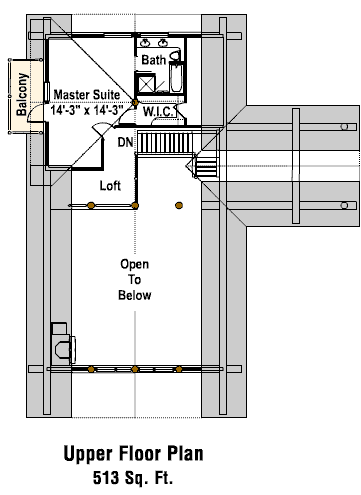 Balcony
Master Suite
14'-3" x 14'-3"
Bath
W.I.C.
DN
Loft
Open
To
Below
Upper Floor Plan
513 Sq. Ft.